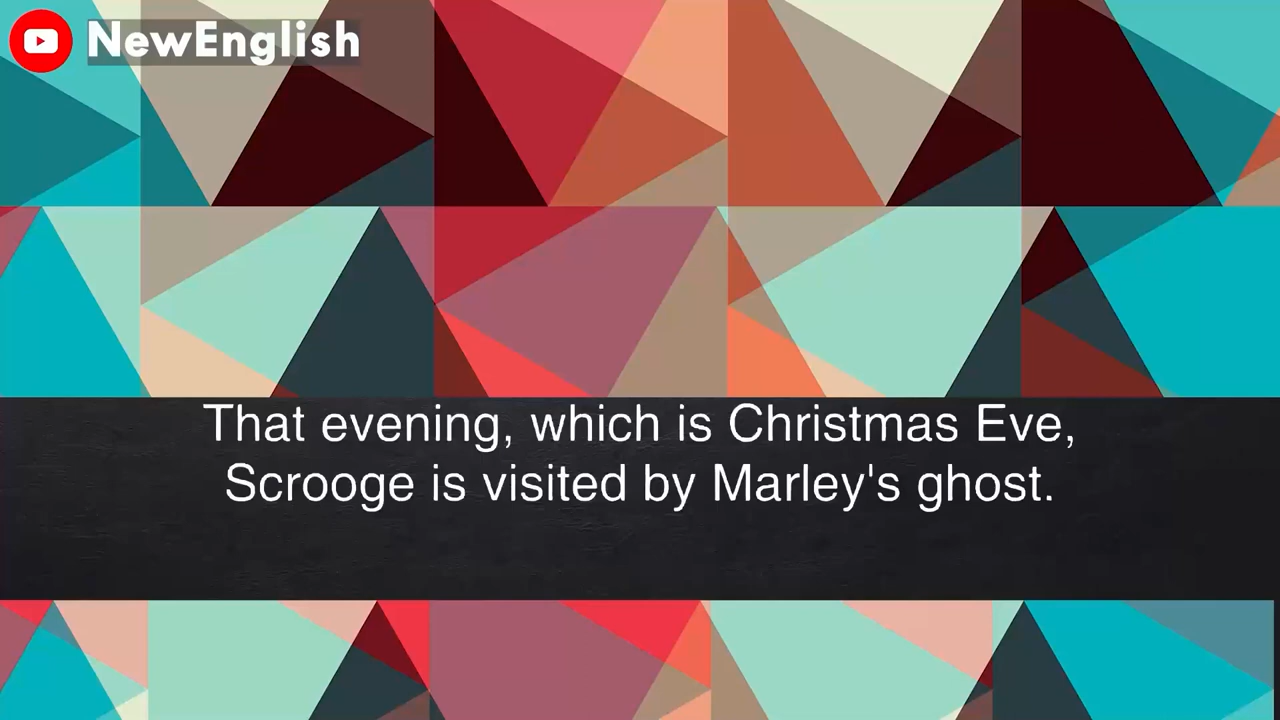 NewEnglish
That evening, which is Christmas Eve,
Scrooge is visited by Marley's ghost.